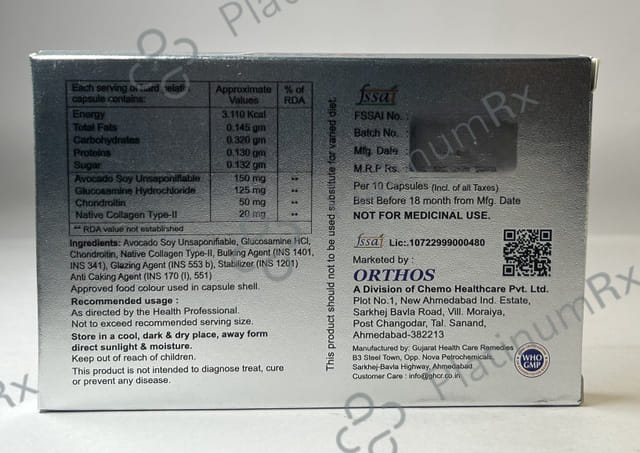 Each serving of hard gelatin capsule contains: Approximate Values % of RDA
Energy 3.110 Kcal
Total Fats 0.145 gm
Carbohydrates 0.320 gm
Proteins 0.130 gm
Sugar 0.132 gm
Avocado Soy Unsaponifiable 150 mg **
Glucosamine Hydrochloride 125 mg **
Chondroitin 50 mg **
Native Collagen Type-II 20 mg **
** RDA value not established
Ingredients: Avocado Soy Unsaponifiable, Glucosamine HCl,
Chondroitin, Native Collagen Type-II, Bulking Agent (INS 1401,
INS 341), Glazing Agent (INS 553 b), Stabilizer (INS 1201)
Anti Caking Agent (INS 170 (I), 551)
Approved food colour used in capsule shell.
Recommended usage :
As directed by the Health Professional.
Not to exceed recommended serving size.
Store in a cool, dark & dry place, away form
direct sunlight & moisture.
Keep out of reach of children.
This product is not intended to diagnose treat, cure
or prevent any disease.
This product should not to be used substitute for varied diet.
fssai
FSSAI No. :
Batch No. :
Mfg. Date :
M.R.P Rs. :
Per 10 Capsules (Incl. of all Taxes)
Best Before 18 month from Mfg. Date
NOT FOR MEDICINAL USE.
fssai Lic.:10722999000480
Marketed by :
ORTHOS
A Division of Chemo Healthcare Pvt. Ltd.
Plot No.1, New Ahmedabad Ind. Estate,
Sarkhej Bavla Road, Vill. Moraiya,
Post Changodar, Tal. Sanand,
Ahmedabad-382213
Manufactured by: Gujarat Health Care Remedies
B3 Steel Town, Opp. Nova Petrochemicals
Sarkhej-Bavla Highway, Ahmedabad
Customer Care : info@ghcr.co.in
WHO
GMP
PlatinumRx
PlatinumRx
PlatinumRx
Rx